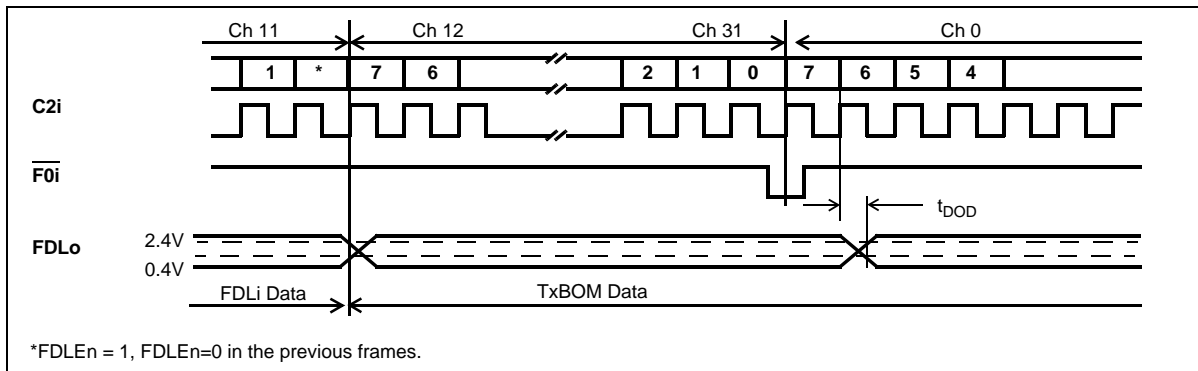 Ch 11 Ch 12 Ch 31 Ch 0
1 * 7 6 2 1 0 7 6 5 4
C2i
F0i
tDOD
FDLo
2.4V
0.4V
FDLi Data TxBOM Data
*FDLEn = 1, FDLEn=0 in the previous frames.